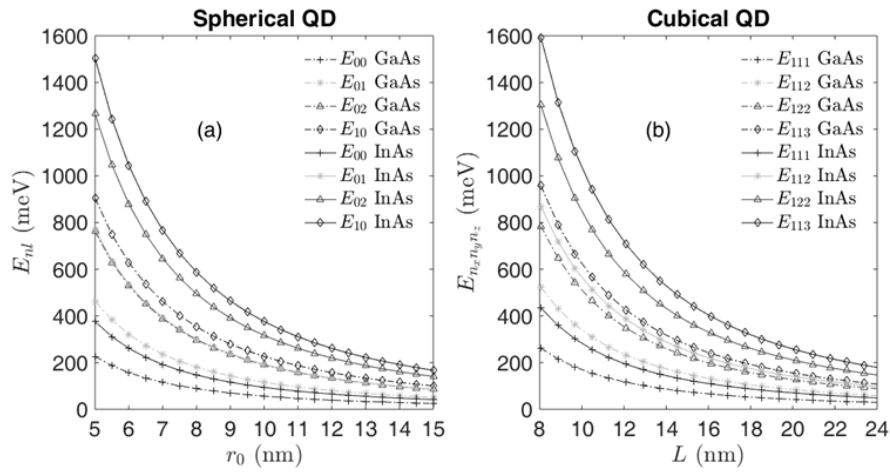 Spherical QD
1600
1400
1200
1000
800
600
400
200
0
E_{nl} (meV)
(a)
E_{00} GaAs
E_{01} GaAs
E_{02} GaAs
E_{10} GaAs
E_{00} InAs
E_{01} InAs
E_{02} InAs
E_{10} InAs
5 6 7 8 9 10 11 12 13 14 15
r_0 (nm)
Cubical QD
1600
1400
1200
1000
800
600
400
200
0
E_{n_x n_y n_z} (meV)
(b)
E_{111} GaAs
E_{112} GaAs
E_{122} GaAs
E_{113} GaAs
E_{111} InAs
E_{112} InAs
E_{122} InAs
E_{113} InAs
8 10 12 14 16 18 20 22 24
L (nm)